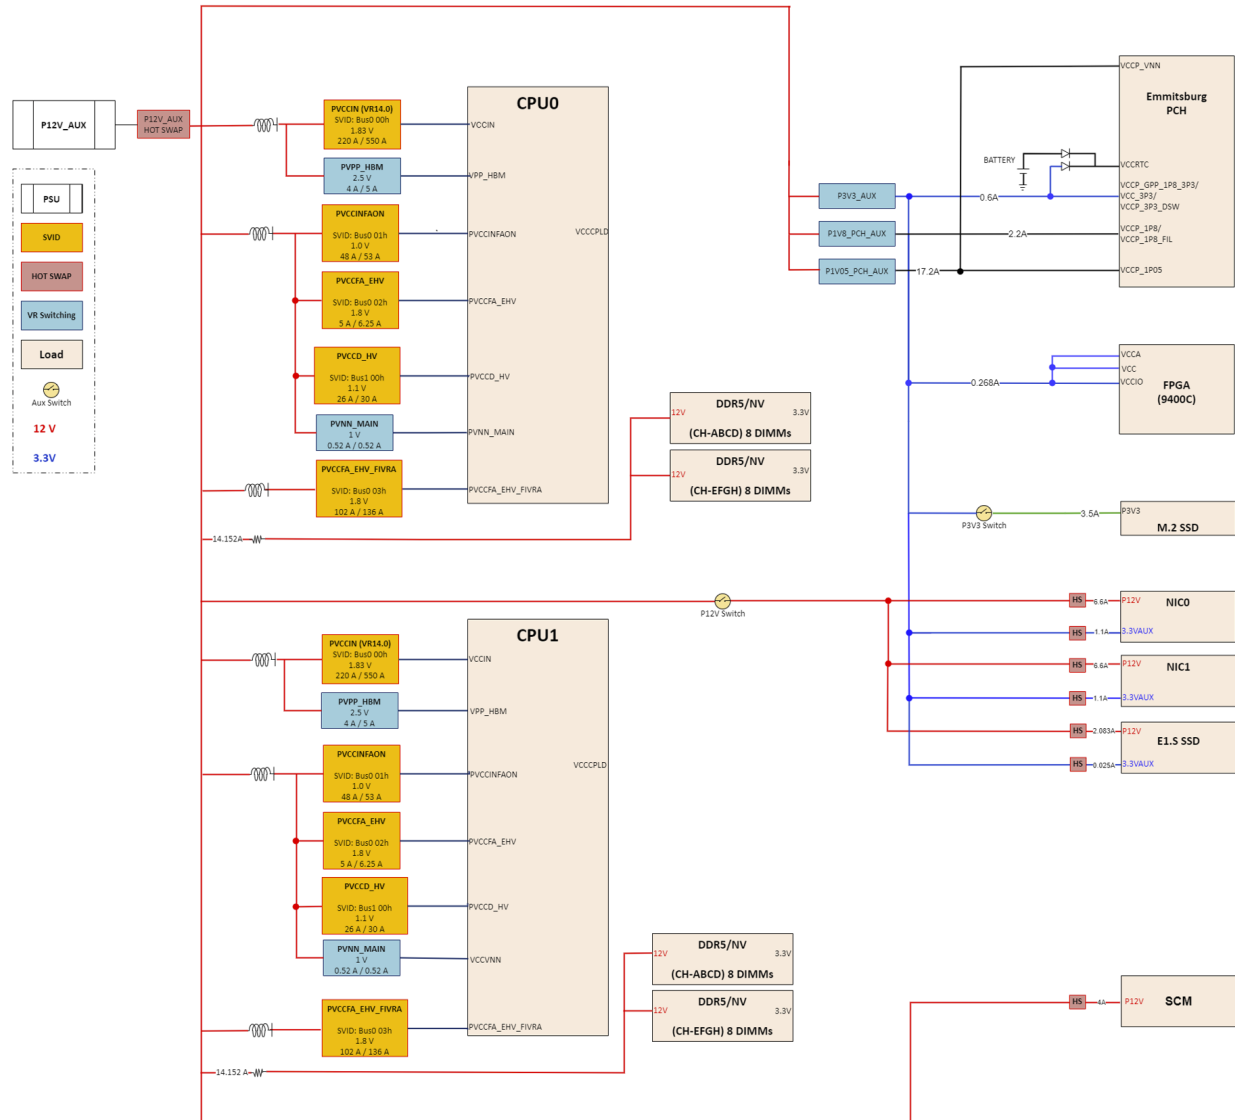 P12V_AUX
P12V_AUX
HOT SWAP
PSU
SVID
HOT SWAP
VR Switching
Load
Aux Switch
12 V
3.3V
PVCCIN (VR14.0)
SVID: Bus0 00h
1.83 V
220 A / 550 A
PVPP_HBM
2.5 V
4 A / 5 A
PVCCINFAON
SVID: Bus0 01h
1.0 V
48 A / 53 A
PVCCFA_EHV
SVID: Bus0 02h
1.8 V
5 A / 6.25 A
PVCCD_HV
SVID: Bus1 00h
1.1 V
26 A / 30 A
PVNN_MAIN
1 V
0.52 A / 0.52 A
PVCCFA_EHV_FIVRA
SVID: Bus0 03h
1.8 V
102 A / 136 A
14.152A
CPU0
VCCIN
VPP_HBM
PVCCINFAON
VCCCPLD
PVCCFA_EHV
PVCCD_HV
PVNN_MAIN
PVCCFA_EHV_FIVRA
DDR5/NV
12V
3.3V
(CH-ABCD) 8 DIMMs
DDR5/NV
12V
3.3V
(CH-EFGH) 8 DIMMs
P12V Switch
PVCCIN (VR14.0)
SVID: Bus0 00h
1.83 V
220 A / 550 A
PVPP_HBM
2.5 V
4 A / 5 A
PVCCINFAON
SVID: Bus0 01h
1.0 V
48 A / 53 A
PVCCFA_EHV
SVID: Bus0 02h
1.8 V
5 A / 6.25 A
PVCCD_HV
SVID: Bus1 00h
1.1 V
26 A / 30 A
PVNN_MAIN
1 V
0.52 A / 0.52 A
PVCCFA_EHV_FIVRA
SVID: Bus0 03h
1.8 V
102 A / 136 A
14.152 A
CPU1
VCCIN
VPP_HBM
VCCCPLD
PVCCINFAON
PVCCFA_EHV
PVCCD_HV
VCCVNN
PVCCFA_EHV_FIVRA
DDR5/NV
12V
3.3V
(CH-ABCD) 8 DIMMs
DDR5/NV
12V
3.3V
(CH-EFGH) 8 DIMMs
P3V3_AUX
P1V8_PCH_AUX
P1V05_PCH_AUX
BATTERY
0.6A
2.2A
17.2A
VCCP_VNN
Emmitsburg
PCH
VCCRTC
VCCP_GPP_1P8_3P3/
VCC_3P3/
VCCP_3P3_DSW
VCCP_1P8/
VCCP_1P8_FIL
VCCP_1P05
0.268A
VCCA
VCC
VCCIO
FPGA
(9400C)
P3V3 Switch
3.5A
P3V3
M.2 SSD
HS
6.6A
P12V
NIC0
HS
1.1A
3.3VAUX
HS
6.6A
P12V
NIC1
HS
1.1A
3.3VAUX
HS
2.083A
P12V
E1.S SSD
HS
0.025A
3.3VAUX
HS
4A
P12V
SCM